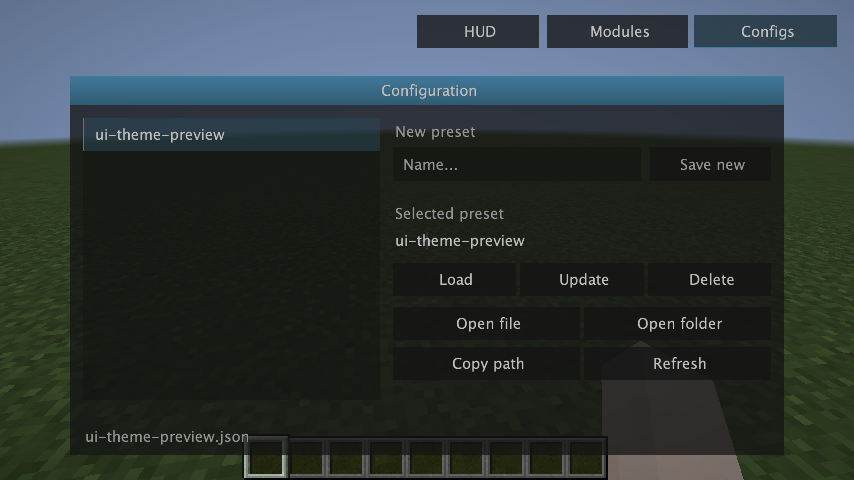 HUD Modules Configs
Configuration
ui-theme-preview
New preset
Name... Save new
Selected preset
ui-theme-preview
Load Update Delete
Open file Open folder
Copy path Refresh
ui-theme-preview.json